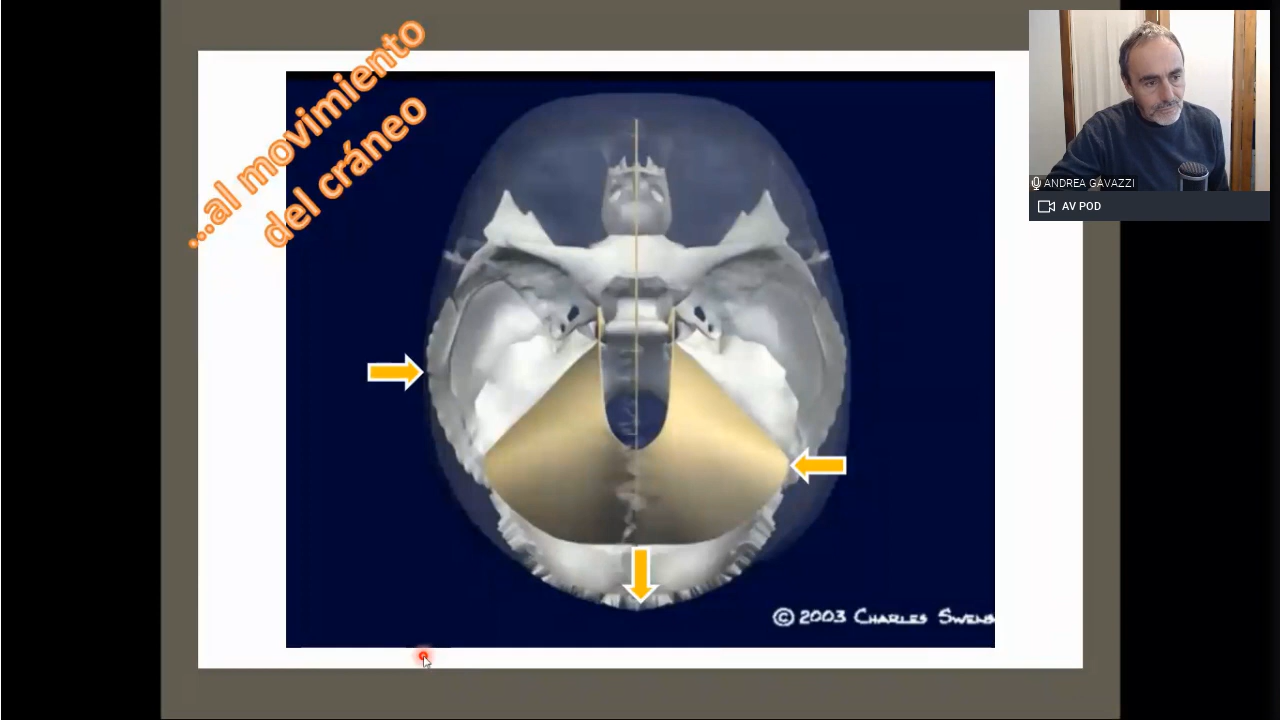 ...al movimiento
del cráneo
ANDREA GAVAZZI
AV POD
© 2003 CHARLES SWENS